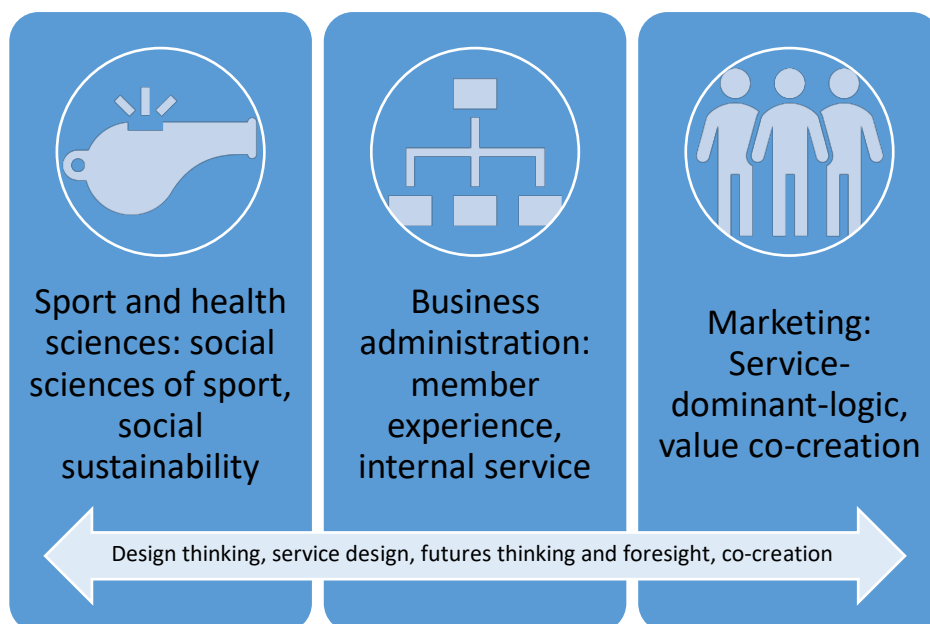 Sport and health
sciences: social
sciences of sport,
social
sustainability
Business
administration:
member
experience,
internal service
Marketing:
Service-
dominant-logic,
value co-creation
Design thinking, service design, futures thinking and foresight, co-creation